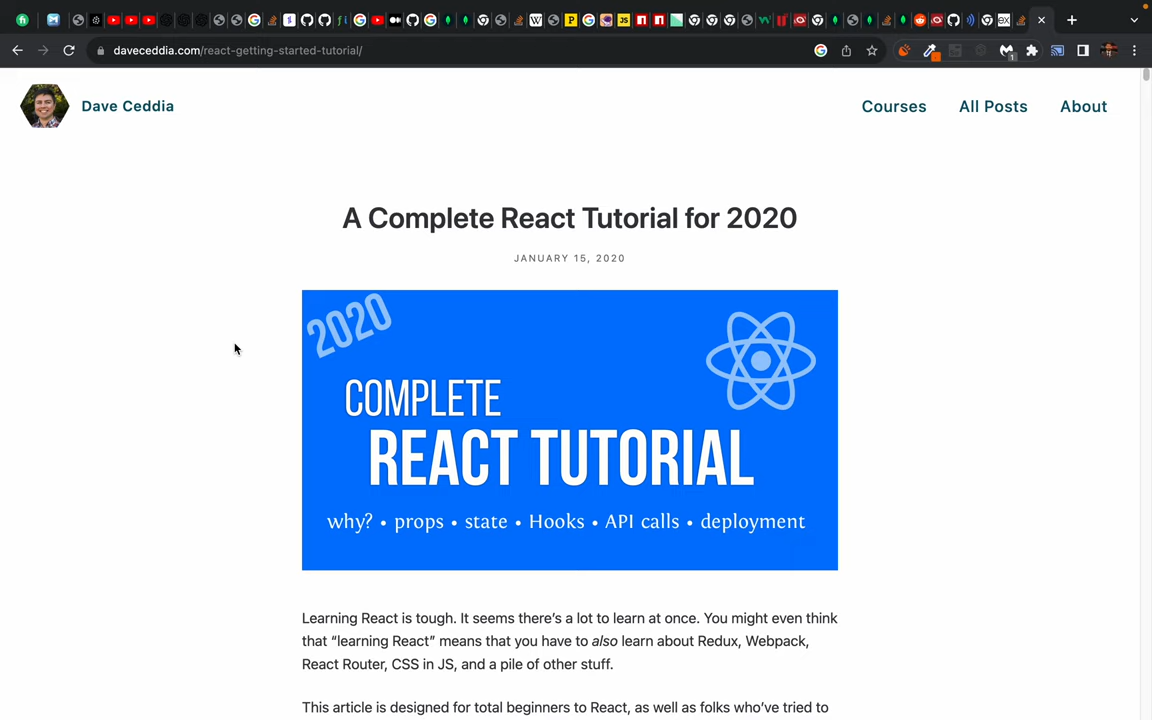 daveceddia.com/react-getting-started-tutorial/
Dave Ceddia
Courses
All Posts
About
A Complete React Tutorial for 2020
JANUARY 15, 2020
2020
COMPLETE
REACT TUTORIAL
why? • props • state • Hooks • API calls • deployment
Learning React is tough. It seems there's a lot to learn at once. You might even think
that “learning React” means that you have to also learn about Redux, Webpack,
React Router, CSS in JS, and a pile of other stuff.
This article is designed for total beginners to React, as well as folks who've tried to